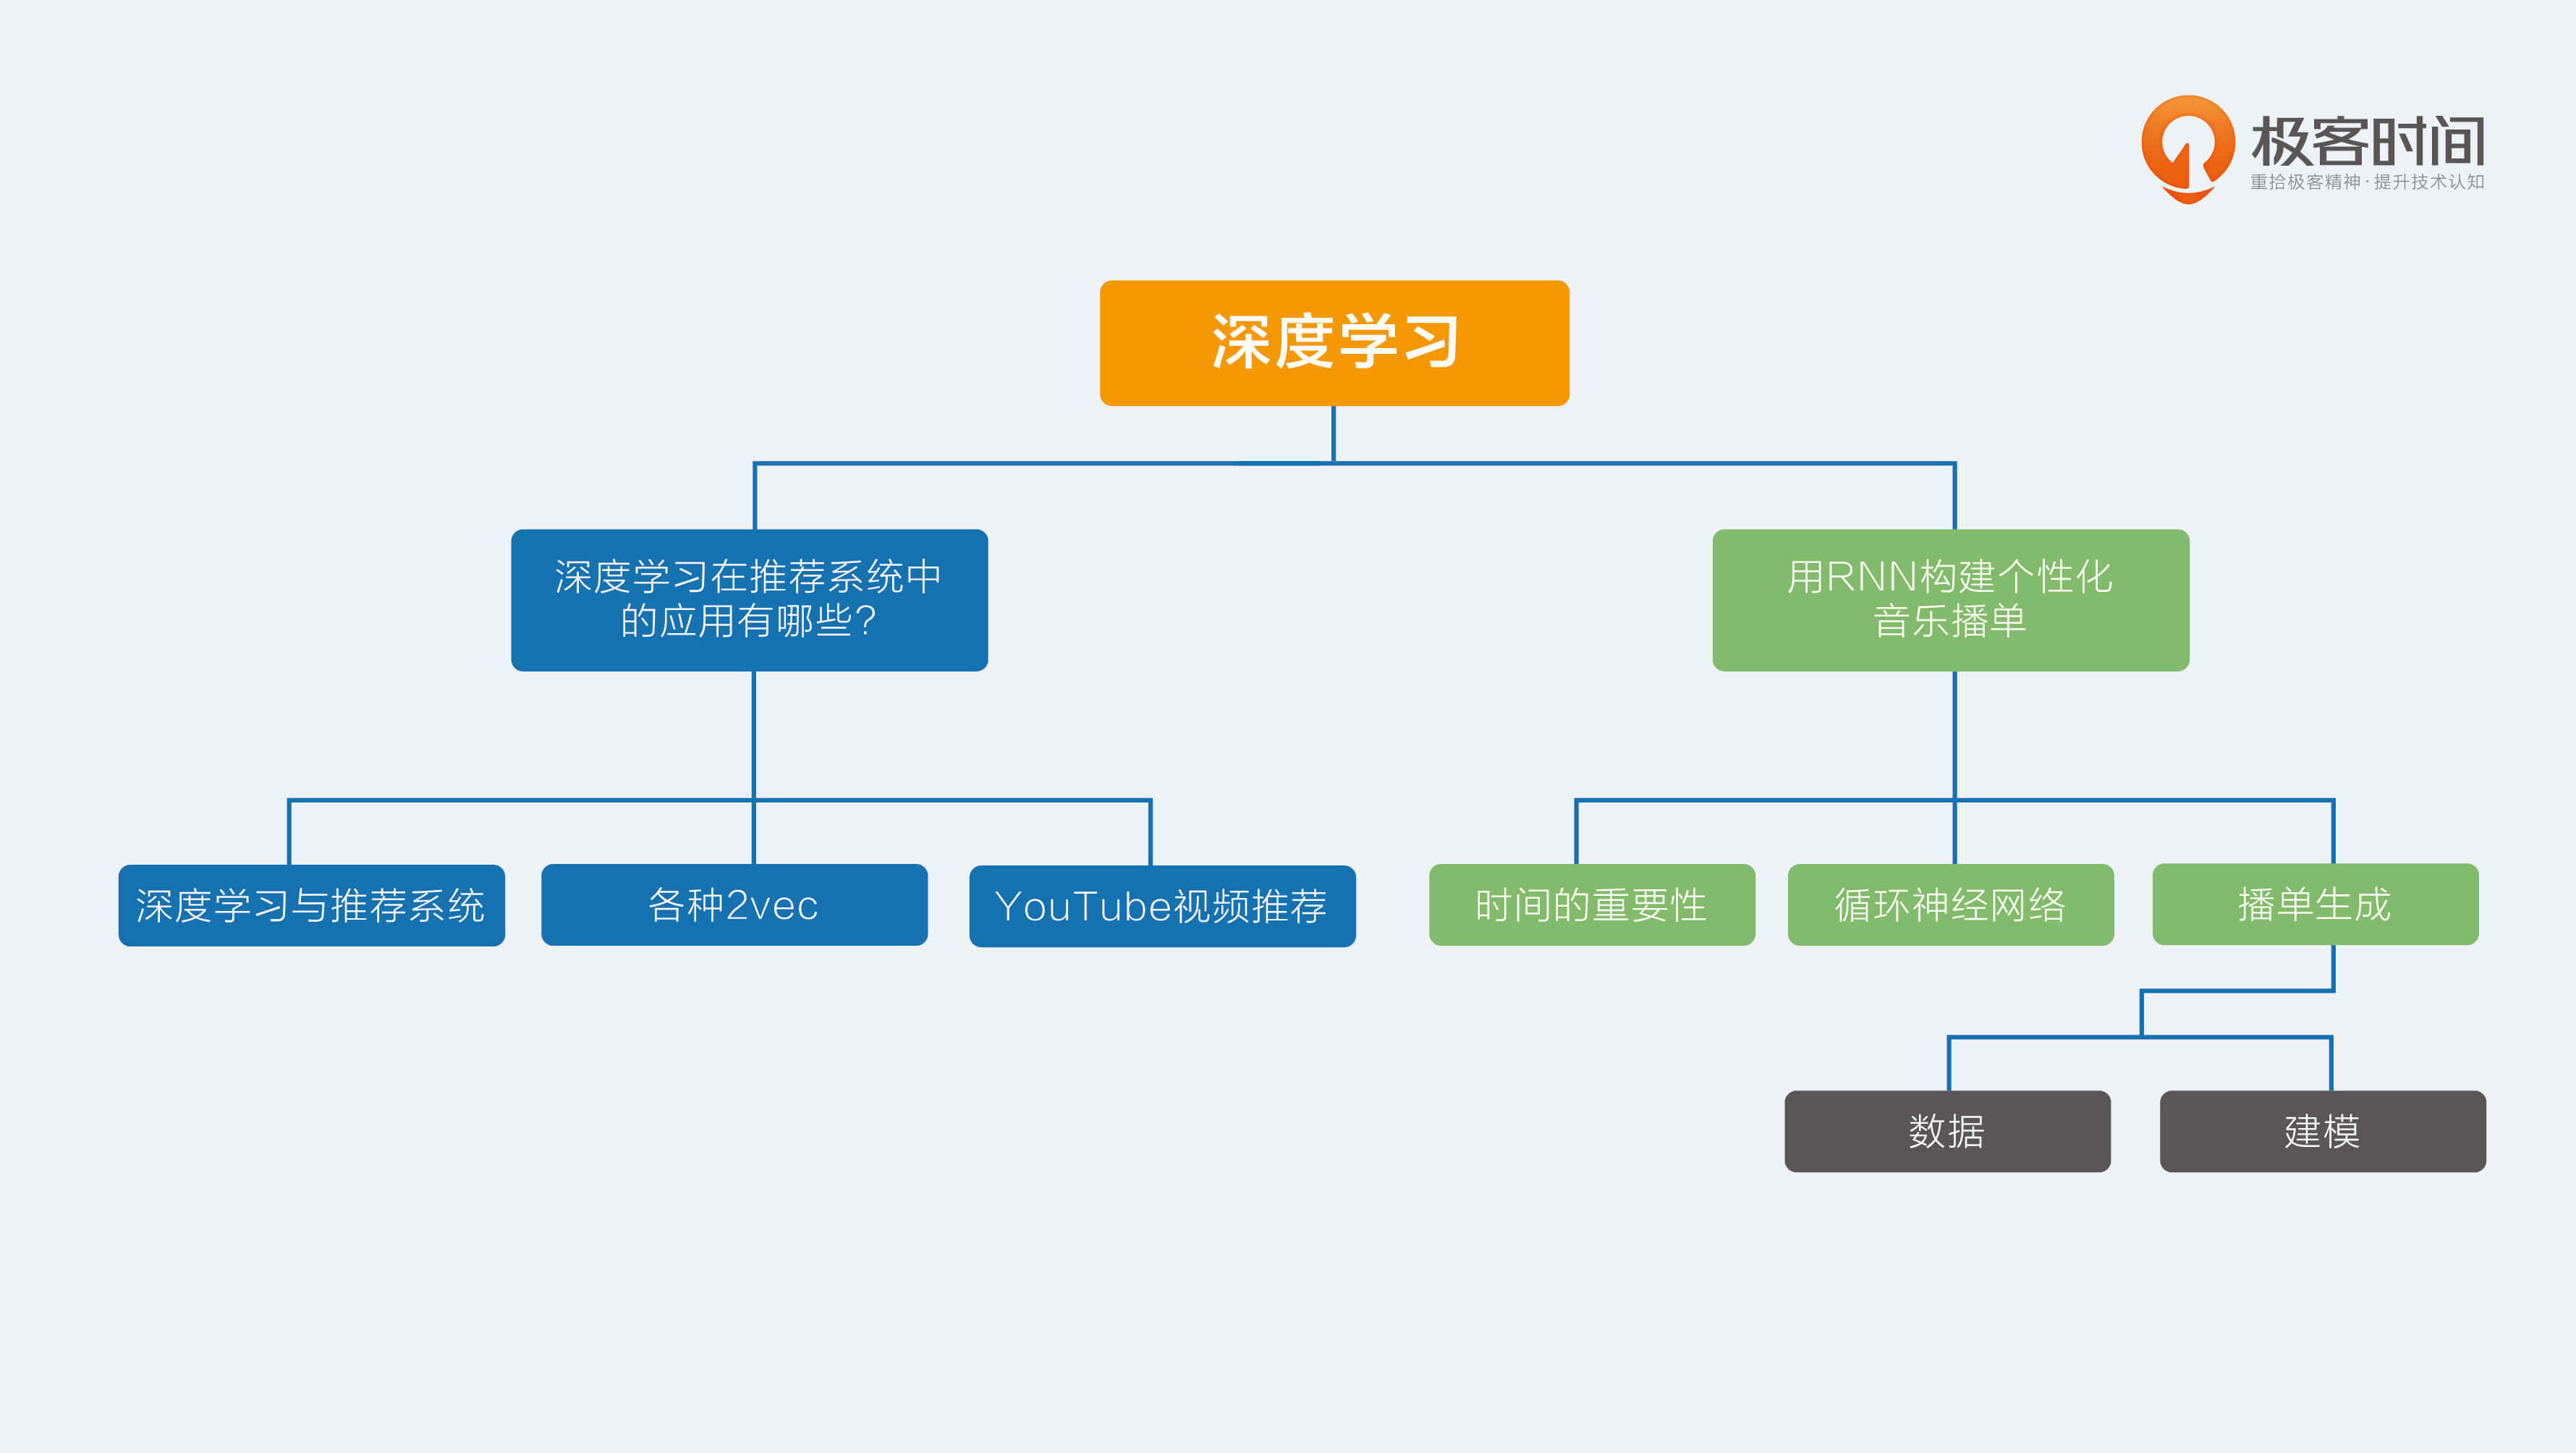 极客时间
重拾极客精神·提升技术认知
深度学习
深度学习在推荐系统中
的应用有哪些?
用RNN构建个性化
音乐播单
深度学习与推荐系统
各种2vec
YouTube视频推荐
时间的重要性
循环神经网络
播单生成
数据
建模